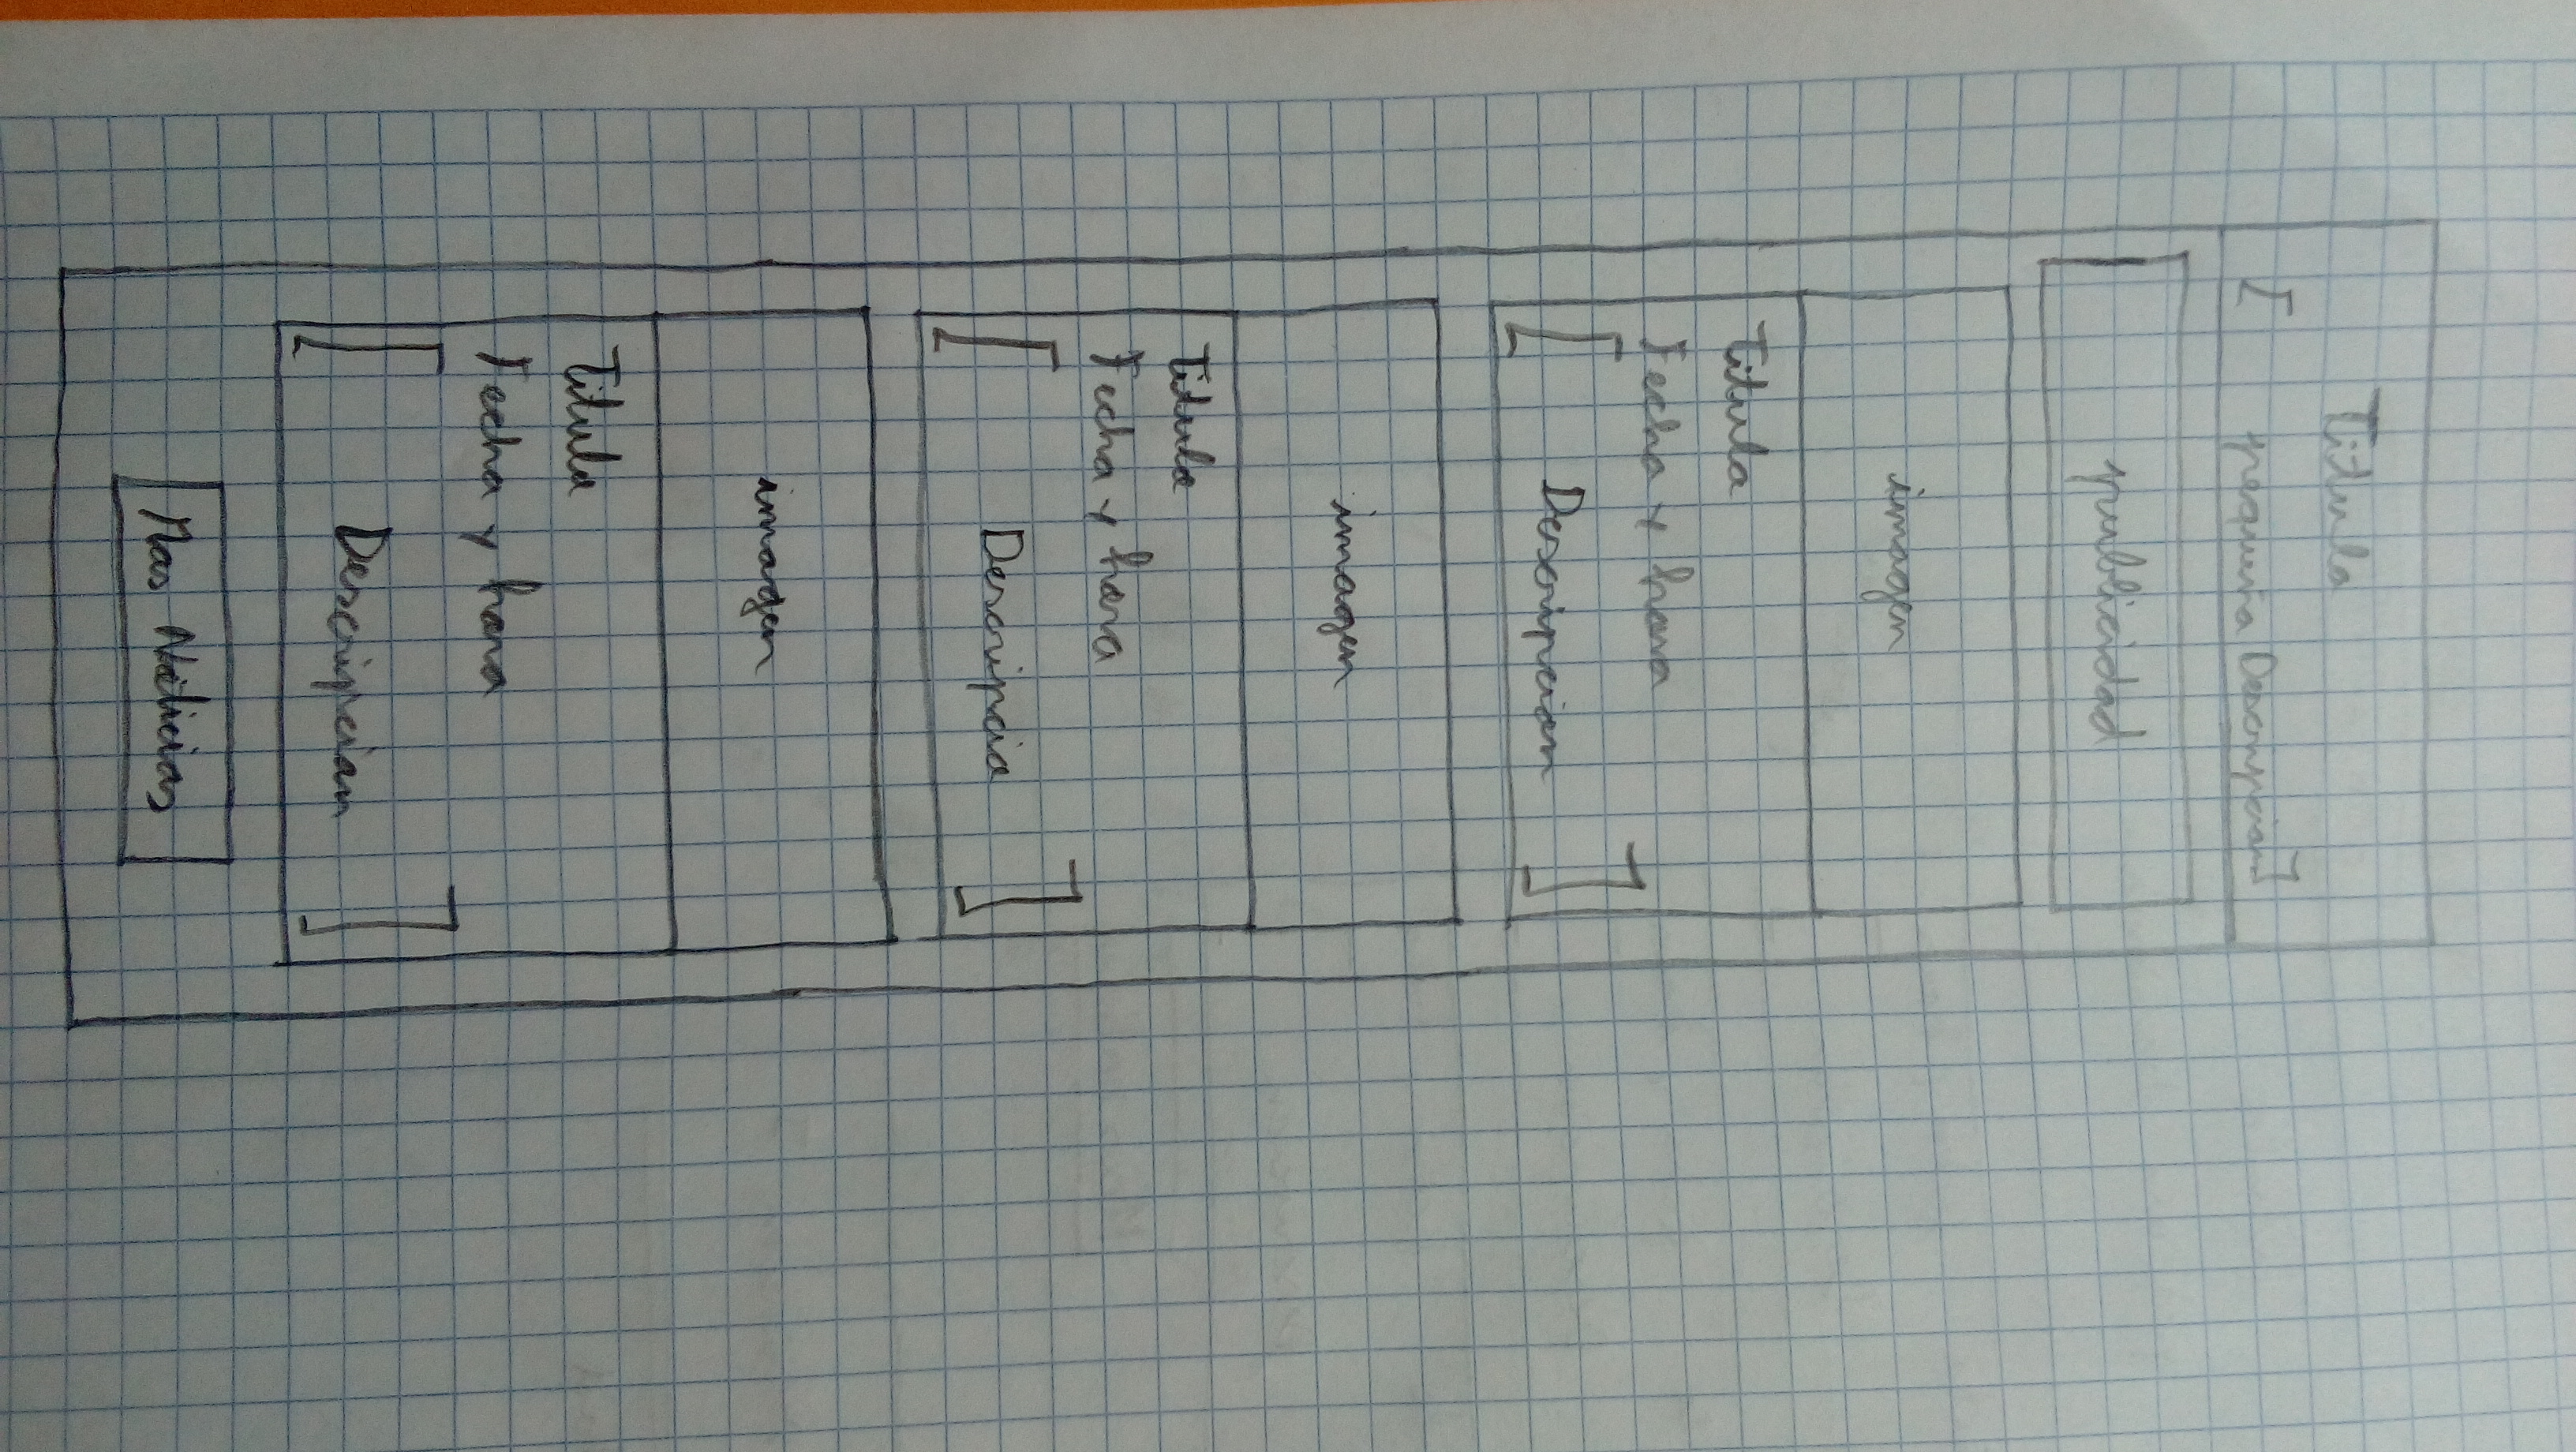 Titulo
[ pequeña Descripcion ]
publicidad
imagen
Titulo
Fecha y hora
[ Descripcion ]
imagen
Titulo
Fecha y hora
[ Descripcio ]
imagen
Titulo
Fecha y hora
[ Descripcion ]
Mas Noticias